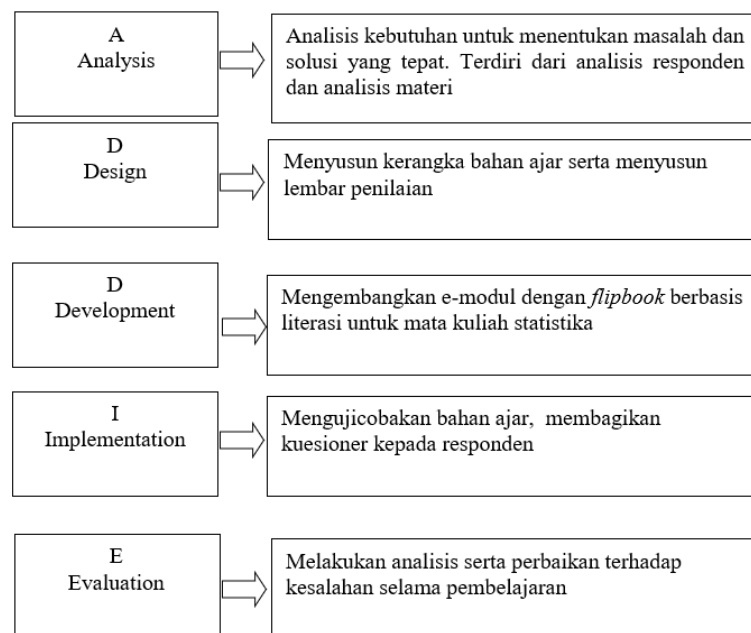 A
Analysis
Analisis kebutuhan untuk menentukan masalah dan
solusi yang tepat. Terdiri dari analisis responden
dan analisis materi
D
Design
Menyusun kerangka bahan ajar serta menyusun
lembar penilaian
D
Development
Mengembangkan e-modul dengan flipbook berbasis
literasi untuk mata kuliah statistika
I
Implementation
Mengujicobakan bahan ajar, membagikan
kuesioner kepada responden
E
Evaluation
Melakukan analisis serta perbaikan terhadap
kesalahan selama pembelajaran